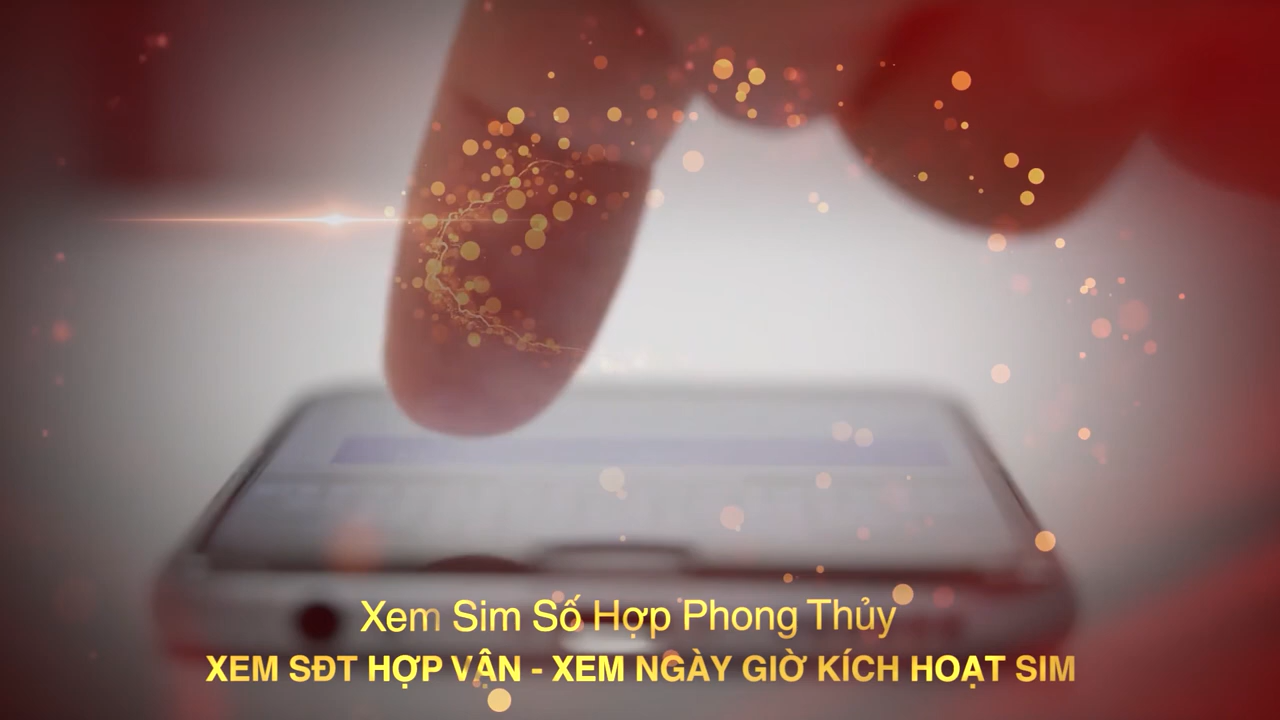 Xem Sim Số Hợp Phong Thủy
XEM SĐT HỢP VẬN - XEM NGÀY GIỜ KÍCH HOẠT SIM